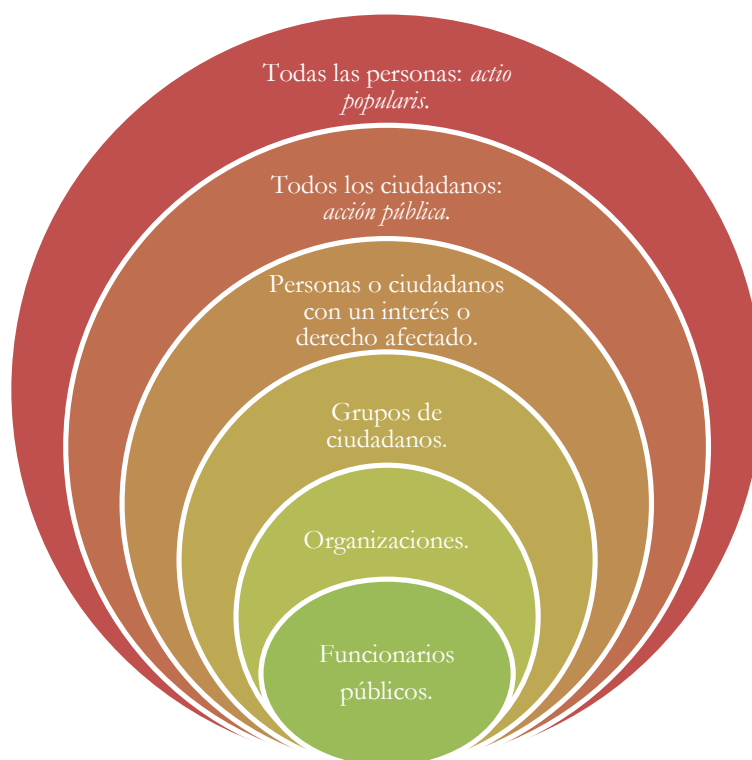 Todas las personas: actio
popularis.
Todos los ciudadanos:
acción pública.
Personas o ciudadanos
con un interés o
derecho afectado.
Grupos de
ciudadanos.
Organizaciones.
Funcionarios
públicos.